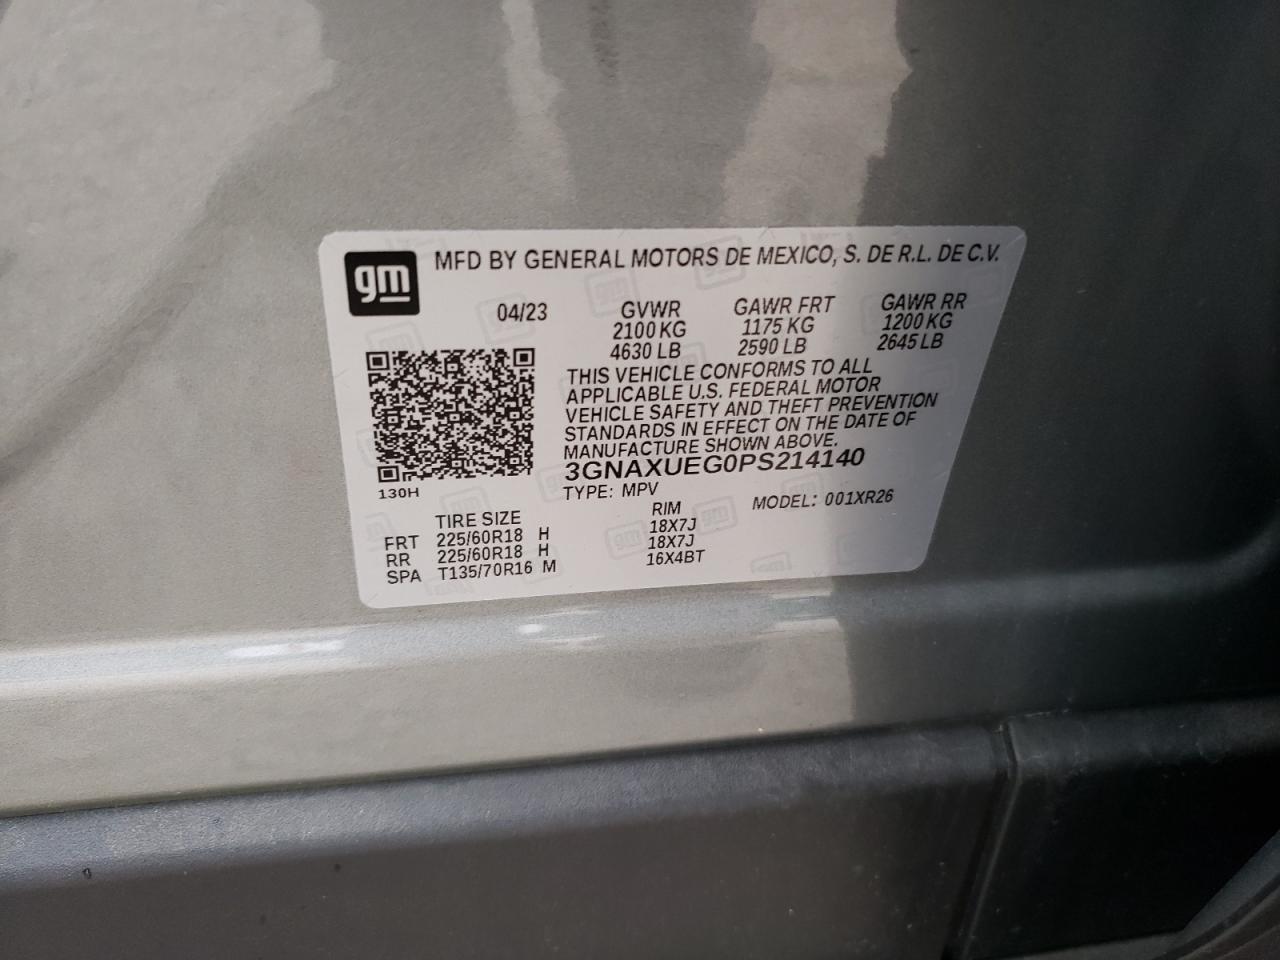 gm MFD BY GENERAL MOTORS DE MEXICO, S. DE R.L. DE C.V.
04/23 GVWR GAWR FRT GAWR RR
2100 KG 1175 KG 1200 KG
4630 LB 2590 LB 2645 LB
THIS VEHICLE CONFORMS TO ALL
APPLICABLE U.S. FEDERAL MOTOR
VEHICLE SAFETY AND THEFT PREVENTION
STANDARDS IN EFFECT ON THE DATE OF
MANUFACTURE SHOWN ABOVE.
3GNAXUEG0PS214140
130H TYPE: MPV MODEL: 001XR26
TIRE SIZE RIM
FRT 225/60R18 H 18X7J
RR 225/60R18 H 18X7J
SPA T135/70R16 M 16X4BT